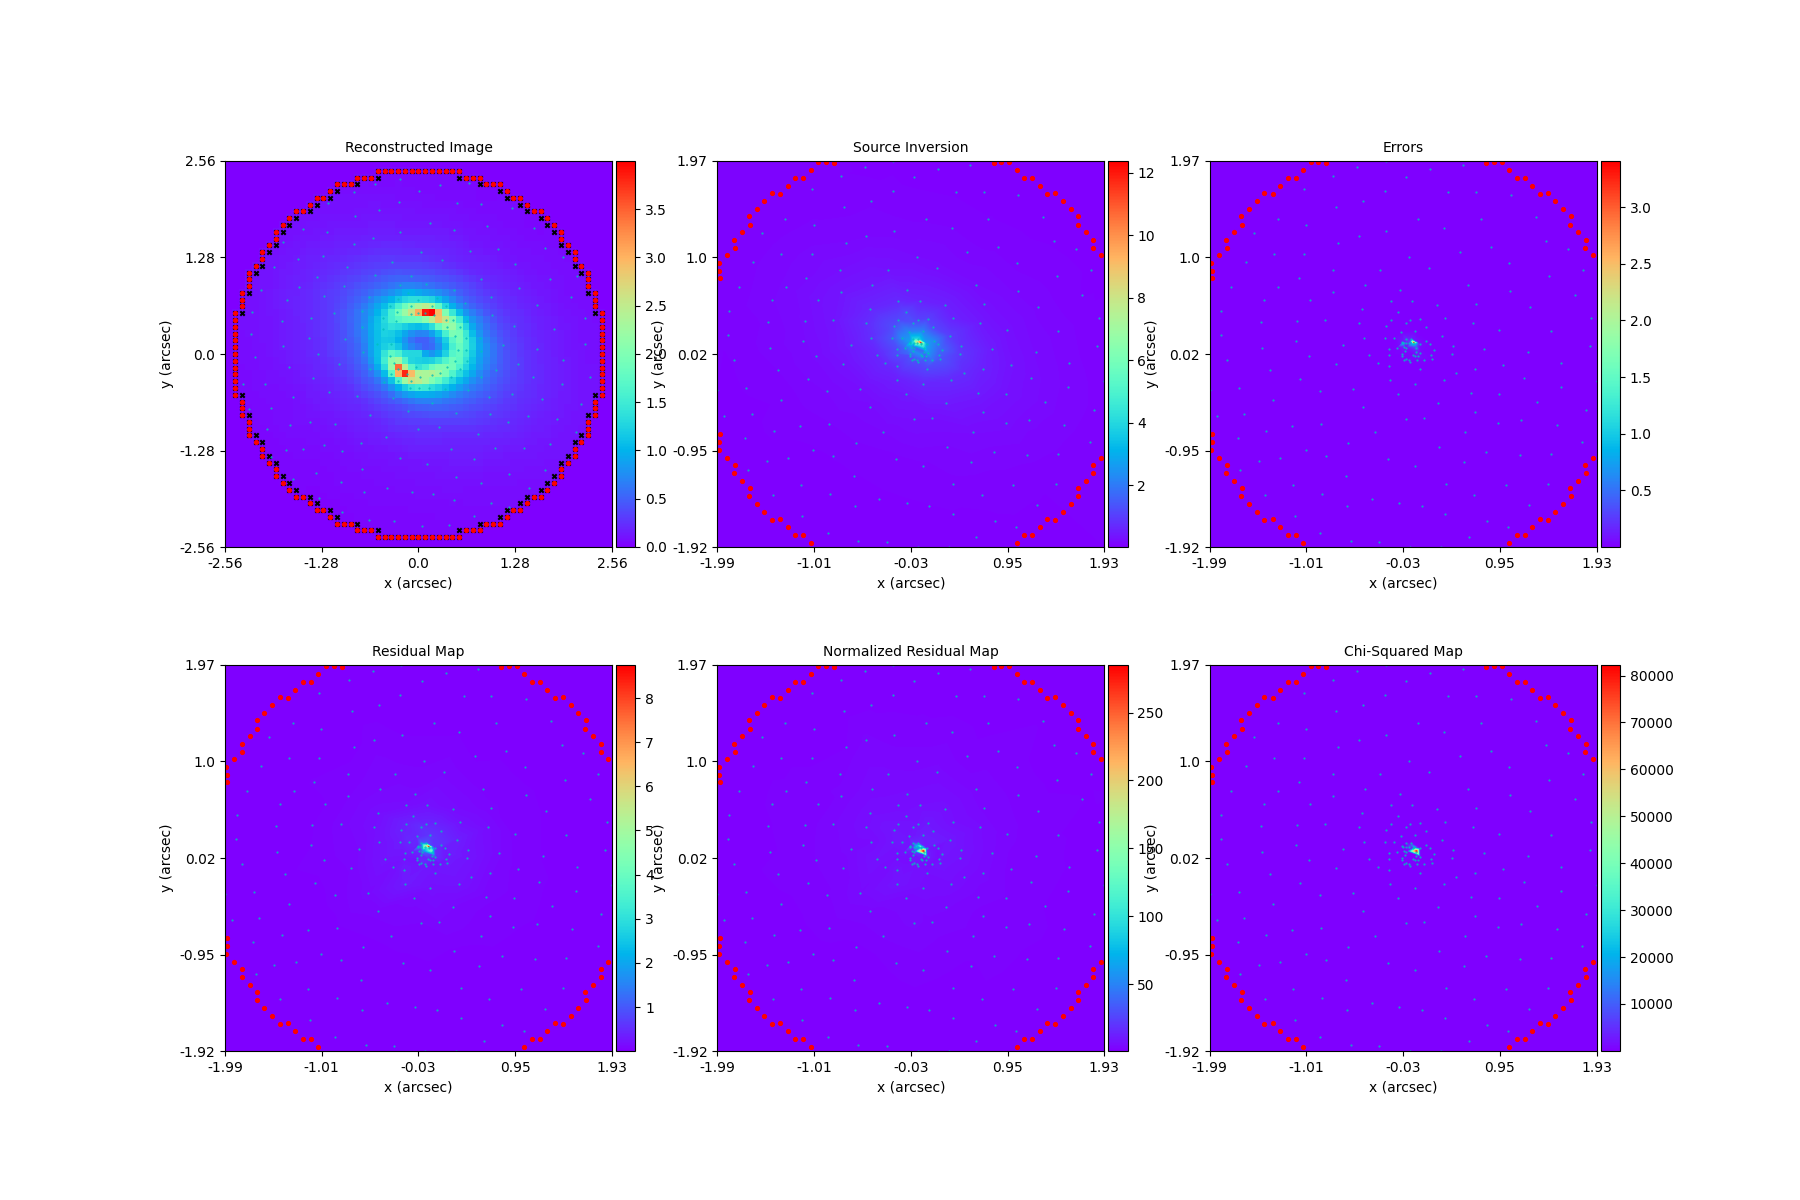 Reconstructed Image
2.56
1.28
0.0
-1.28
-2.56
-2.56 -1.28 0.0 1.28 2.56
x (arcsec)
y (arcsec)
3.5
3.0
2.5
2.0
1.5
1.0
0.5
0.0
Source Inversion
1.97
1.0
0.02
-0.95
-1.92
-1.99 -1.01 -0.03 0.95 1.93
x (arcsec)
y (arcsec)
12
10
8
6
4
2
Errors
1.97
1.0
0.02
-0.95
-1.92
-1.99 -1.01 -0.03 0.95 1.93
x (arcsec)
y (arcsec)
3.0
2.5
2.0
1.5
1.0
0.5
Residual Map
1.97
1.0
0.02
-0.95
-1.92
-1.99 -1.01 -0.03 0.95 1.93
x (arcsec)
y (arcsec)
8
7
6
5
4
3
2
1
Normalized Residual Map
1.97
1.0
0.02
-0.95
-1.92
-1.99 -1.01 -0.03 0.95 1.93
x (arcsec)
y (arcsec)
250
200
150
100
50
Chi-Squared Map
1.97
1.0
0.02
-0.95
-1.92
-1.99 -1.01 -0.03 0.95 1.93
x (arcsec)
y (arcsec)
80000
70000
60000
50000
40000
30000
20000
10000